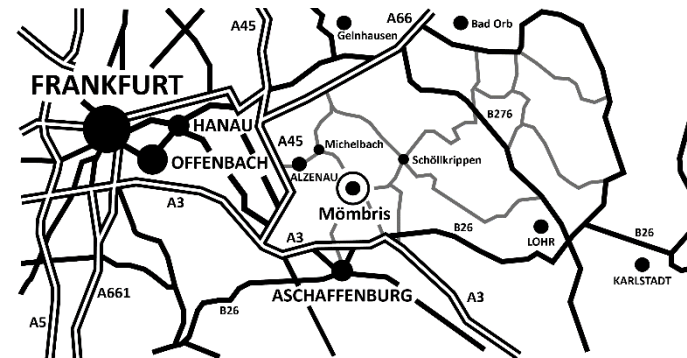 A66
A45
Gelnhausen
Bad Orb
FRANKFURT
HANAU
B276
A45
Michelbach
OFFENBACH
ALZENAU
Schöllkrippen
A3
Mömbris
A3
B26
LOHR
B26
ASCHAFFENBURG
KARLSTADT
A661
A3
B26
A5